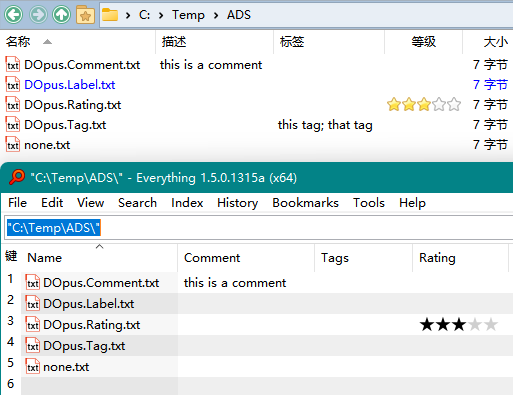 C: Temp ADS
名称 描述 标签 等级 大小
DOpus.Comment.txt this is a comment 7 字节
DOpus.Label.txt 7 字节
DOpus.Rating.txt 7 字节
DOpus.Tag.txt this tag; that tag 7 字节
none.txt 7 字节
"C:\Temp\ADS\" - Everything 1.5.0.1315a (x64)
File Edit View Search Index History Bookmarks Tools Help
"C:\Temp\ADS\"
鍵 Name Comment Tags Rating
1 DOpus.Comment.txt this is a comment
2 DOpus.Label.txt
3 DOpus.Rating.txt ★★★★★
4 DOpus.Tag.txt
5 none.txt
6